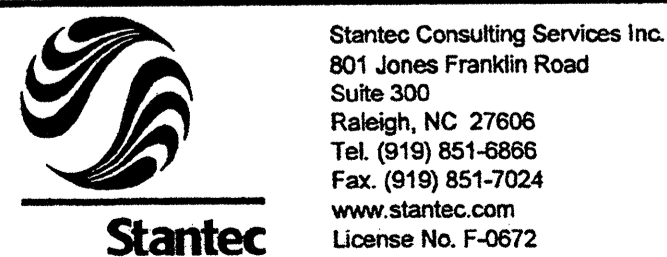 Stantec Consulting Services Inc.
801 Jones Franklin Road
Suite 300
Raleigh, NC 27606
Tel. (919) 851-6866
Fax. (919) 851-7024
www.stantec.com
License No. F-0672
Stantec